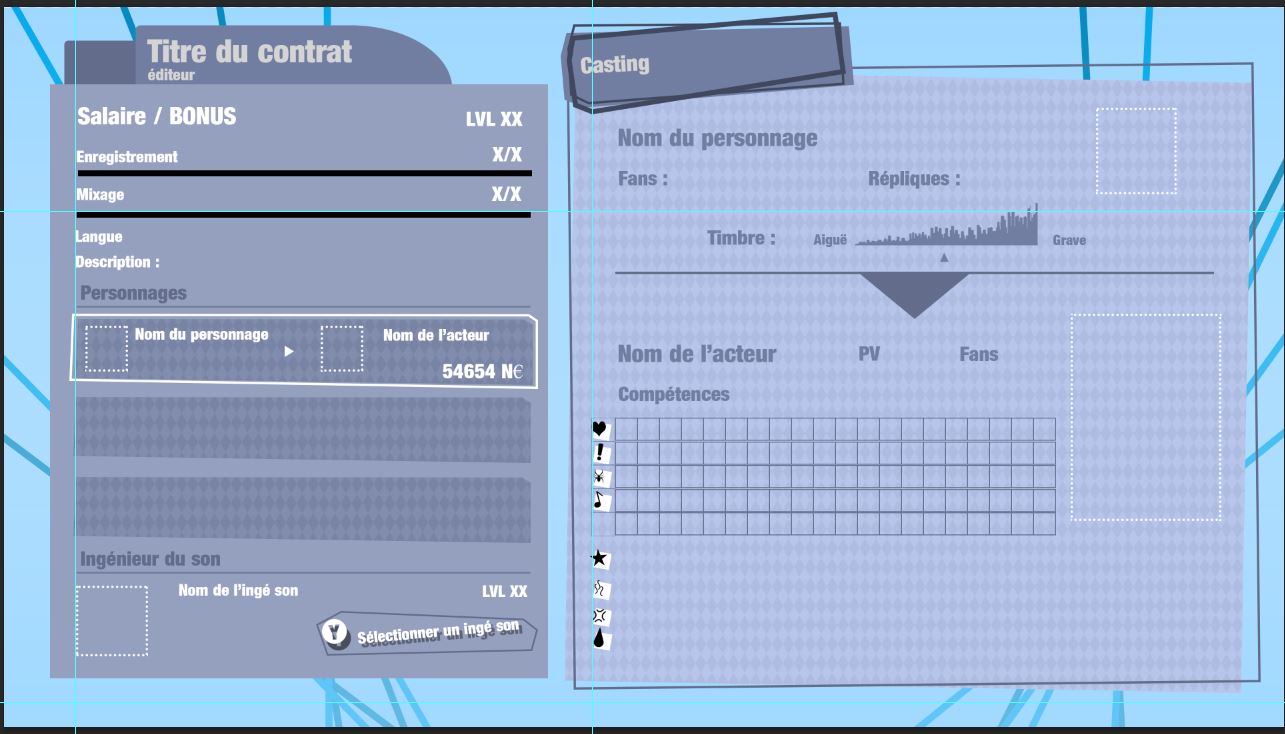 Titre du contrat
éditeur
Salaire / BONUS
LVL XX
Enregistrement
X/X
Mixage
X/X
Langue
Description :
Personnages
Nom du personnage
Nom de l'acteur
54654 N€
Ingénieur du son
Nom de l'ingé son
LVL XX
Y
Sélectionner un ingé son
Casting
Nom du personnage
Fans :
Répliques :
Timbre :
Aiguë
Grave
Nom de l'acteur
PV
Fans
Compétences